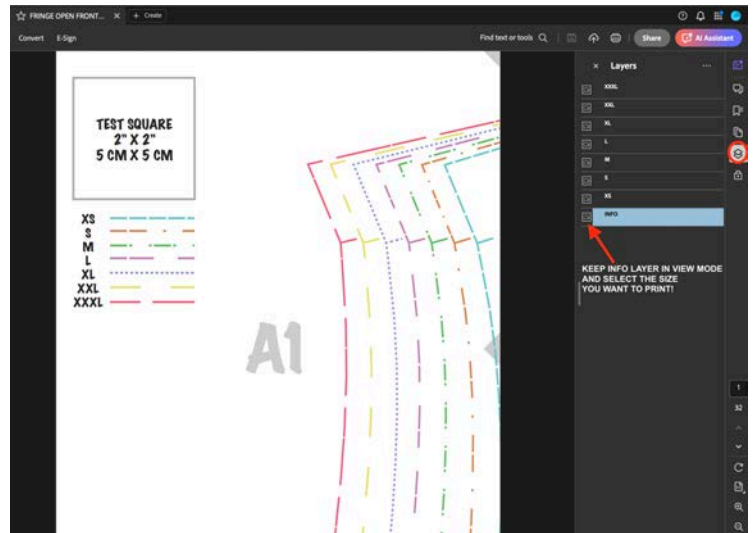 FRINGE OPEN FRONT...
+ Create
Convert E-Sign
Find text or tools
Share
AI Assistant
TEST SQUARE
2" X 2"
5 CM X 5 CM
XS
S
M
L
XL
XXL
XXXL
A1
Layers
XXXL
XXL
XL
L
M
S
XS
INFO
KEEP INFO LAYER IN VIEW MODE
AND SELECT THE SIZE
YOU WANT TO PRINT!
1
32